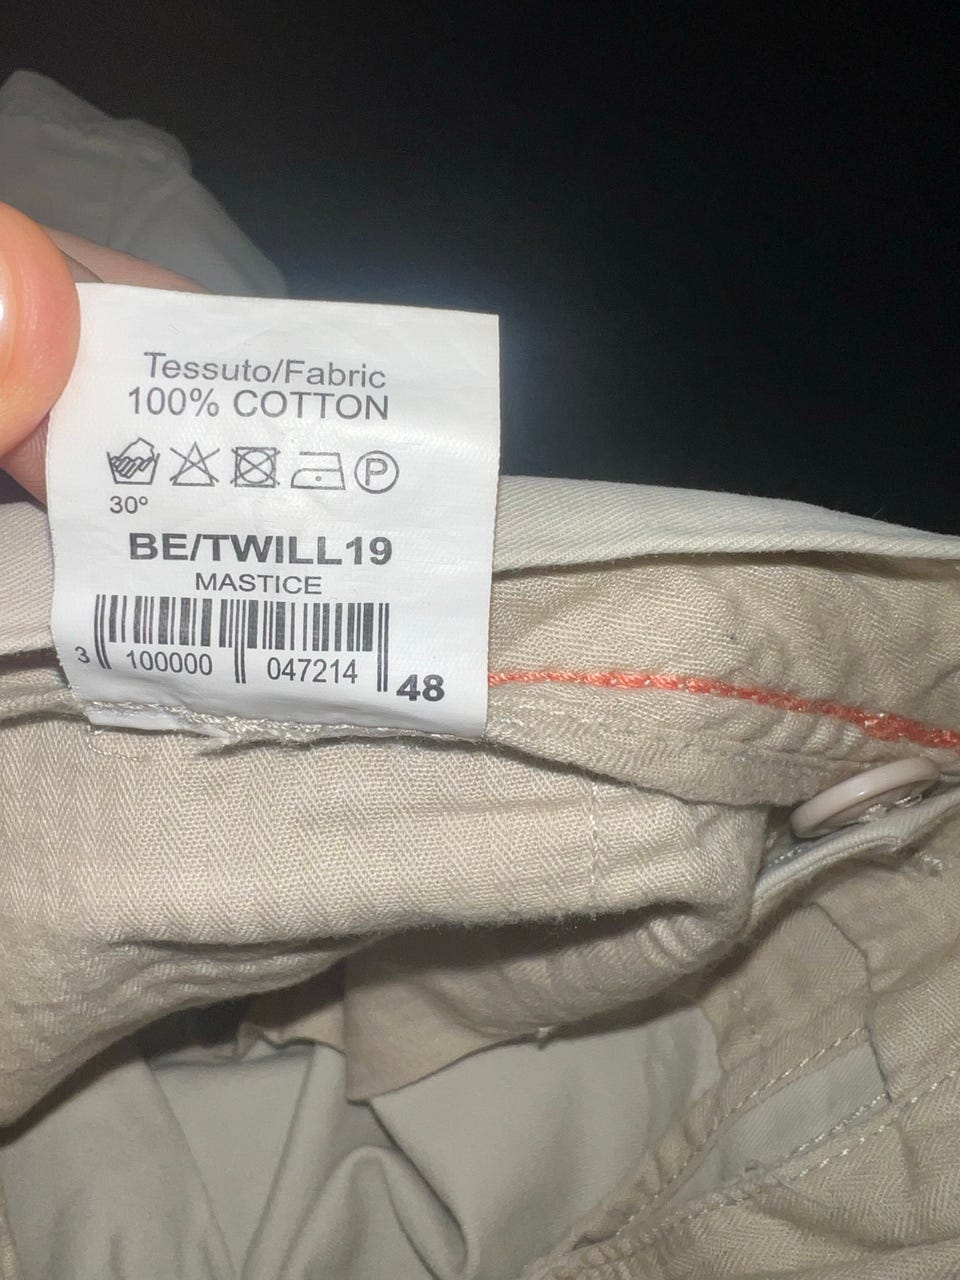 Tessuto/Fabric
100% COTTON
P
30°
BE/TWILL19
MASTICE
3 100000 047214
48